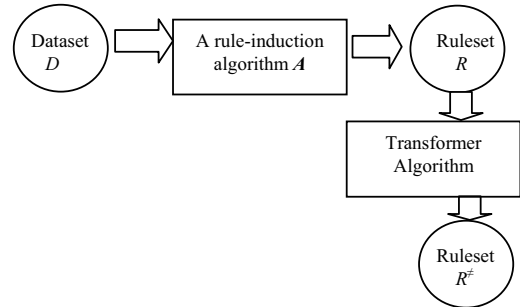 Dataset
D
A rule-induction
algorithm A
Ruleset
R
Transformer
Algorithm
Ruleset
R≠